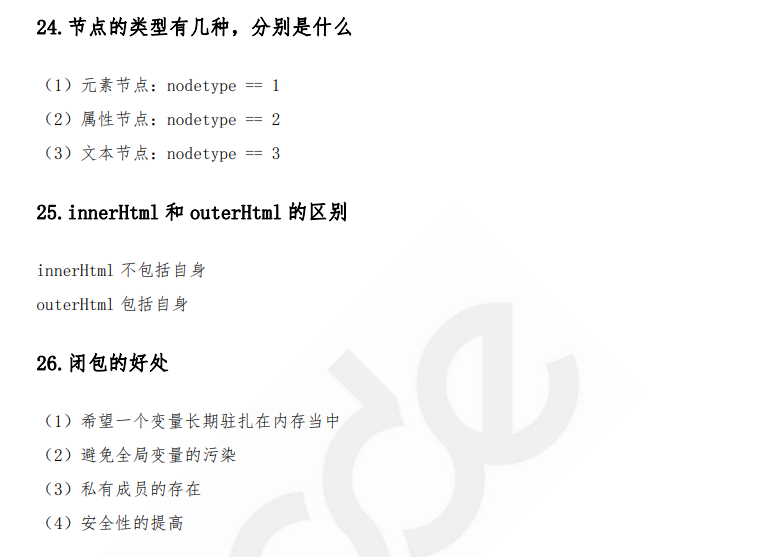 24.节点的类型有几种，分别是什么
（1）元素节点：nodetype == 1
（2）属性节点：nodetype == 2
（3）文本节点：nodetype == 3
25.innerHtml 和 outerHtml 的区别
innerHtml 不包括自身
outerHtml 包括自身
26.闭包的好处
（1）希望一个变量长期驻扎在内存当中
（2）避免全局变量的污染
（3）私有成员的存在
（4）安全性的提高